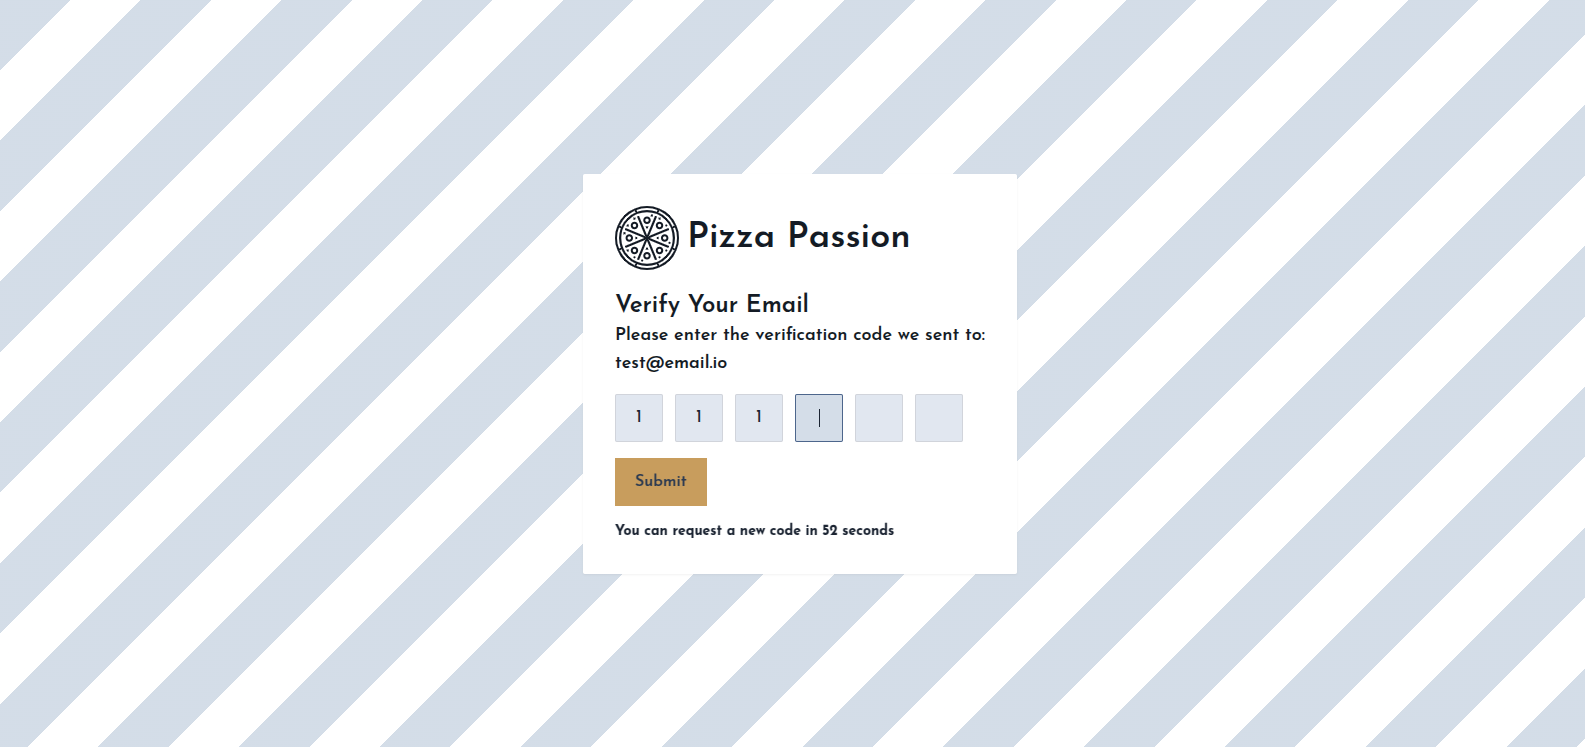 Pizza Passion
Verify Your Email
Please enter the verification code we sent to:
test@email.io
1 1 1
Submit
You can request a new code in 52 seconds